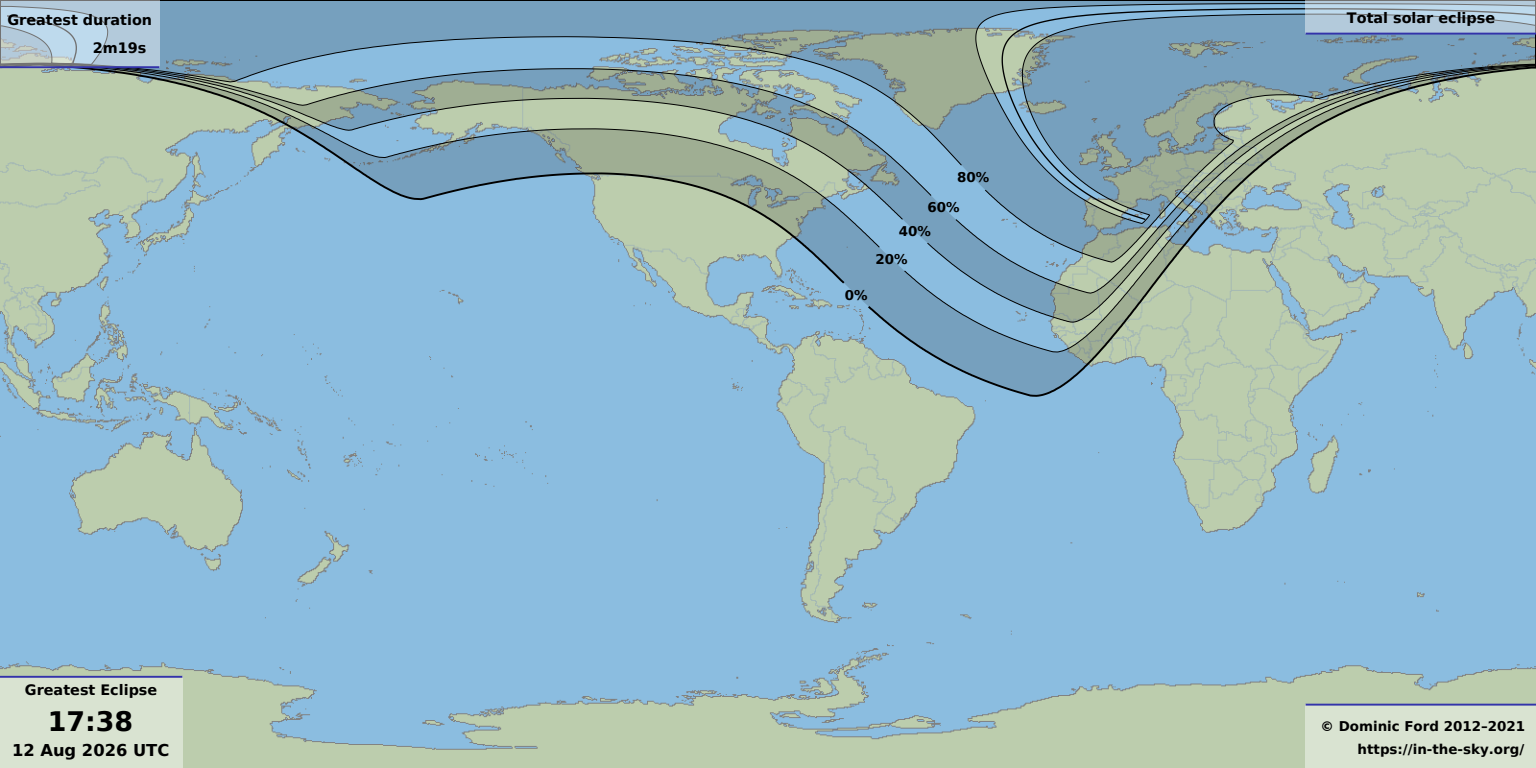 Greatest duration
2m19s
Total solar eclipse
80%
60%
40%
20%
0%
Greatest Eclipse
17:38
12 Aug 2026 UTC
© Dominic Ford 2012–2021
https://in-the-sky.org/